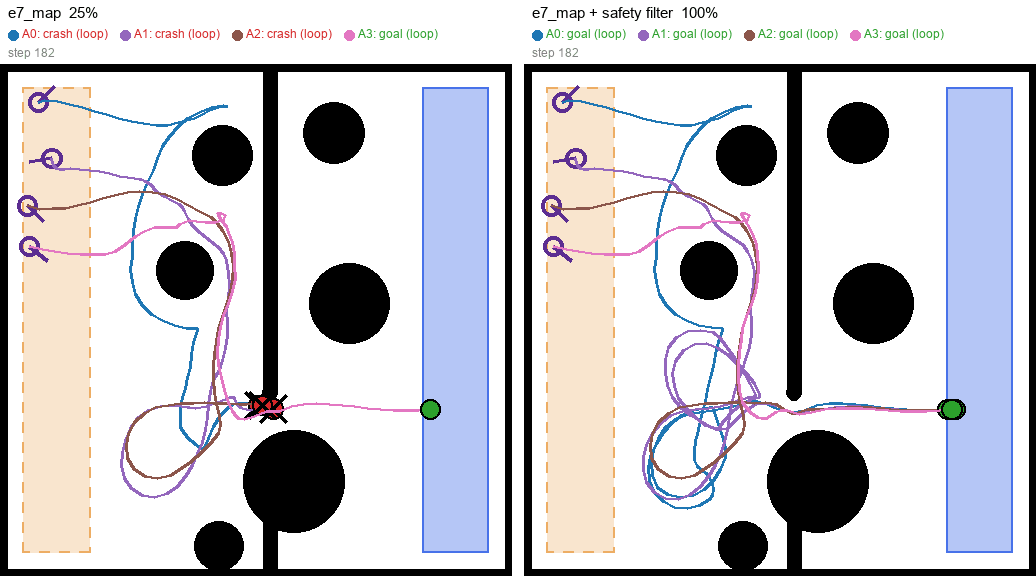 e7_map  25%
A0: crash (loop) A1: crash (loop) A2: crash (loop) A3: goal (loop)
step 182
e7_map + safety filter  100%
A0: goal (loop) A1: goal (loop) A2: goal (loop) A3: goal (loop)
step 182